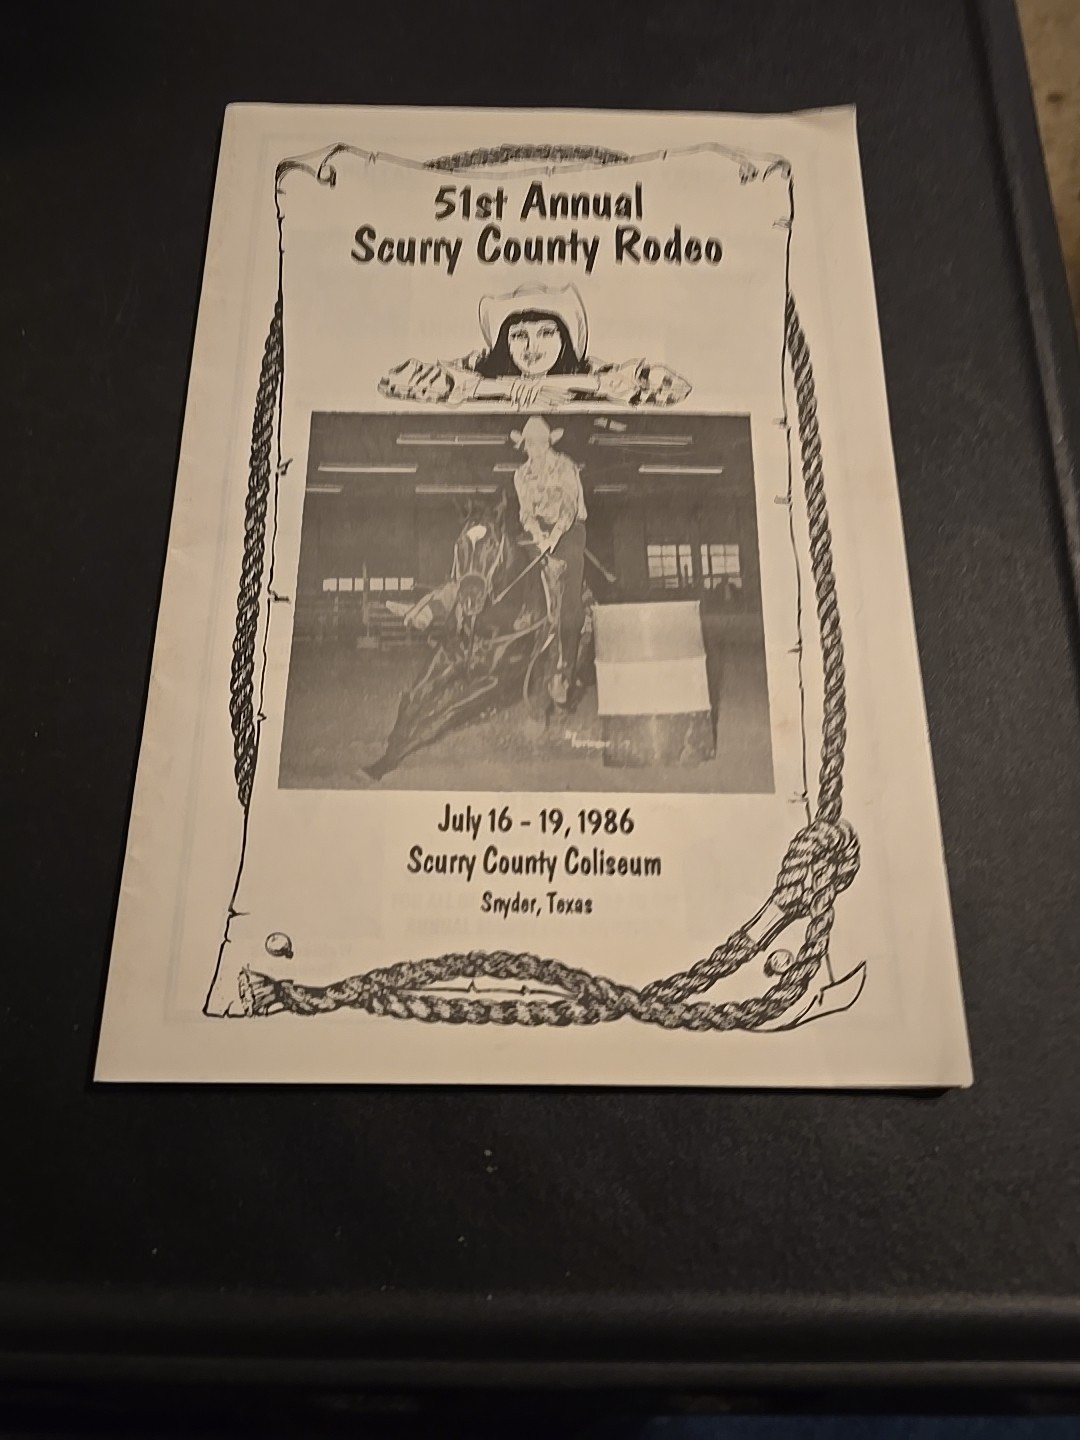 51st Annual
Scurry County Rodeo
July 16 - 19, 1986
Scurry County Coliseum
Snyder, Texas